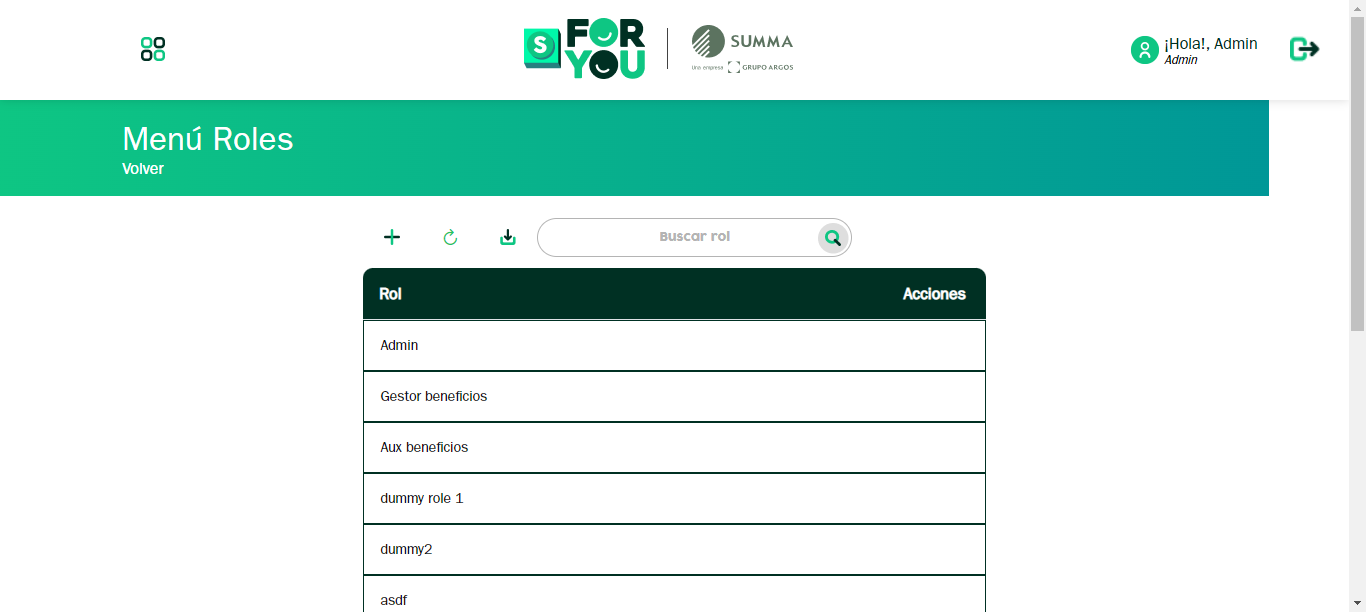 S FOR
YOU
SUMMA
Una empresa GRUPO ARGOS
¡Hola!, Admin
Admin
Menú Roles
Volver
Buscar rol
Rol Acciones
Admin
Gestor beneficios
Aux beneficios
dummy role 1
dummy2
asdf